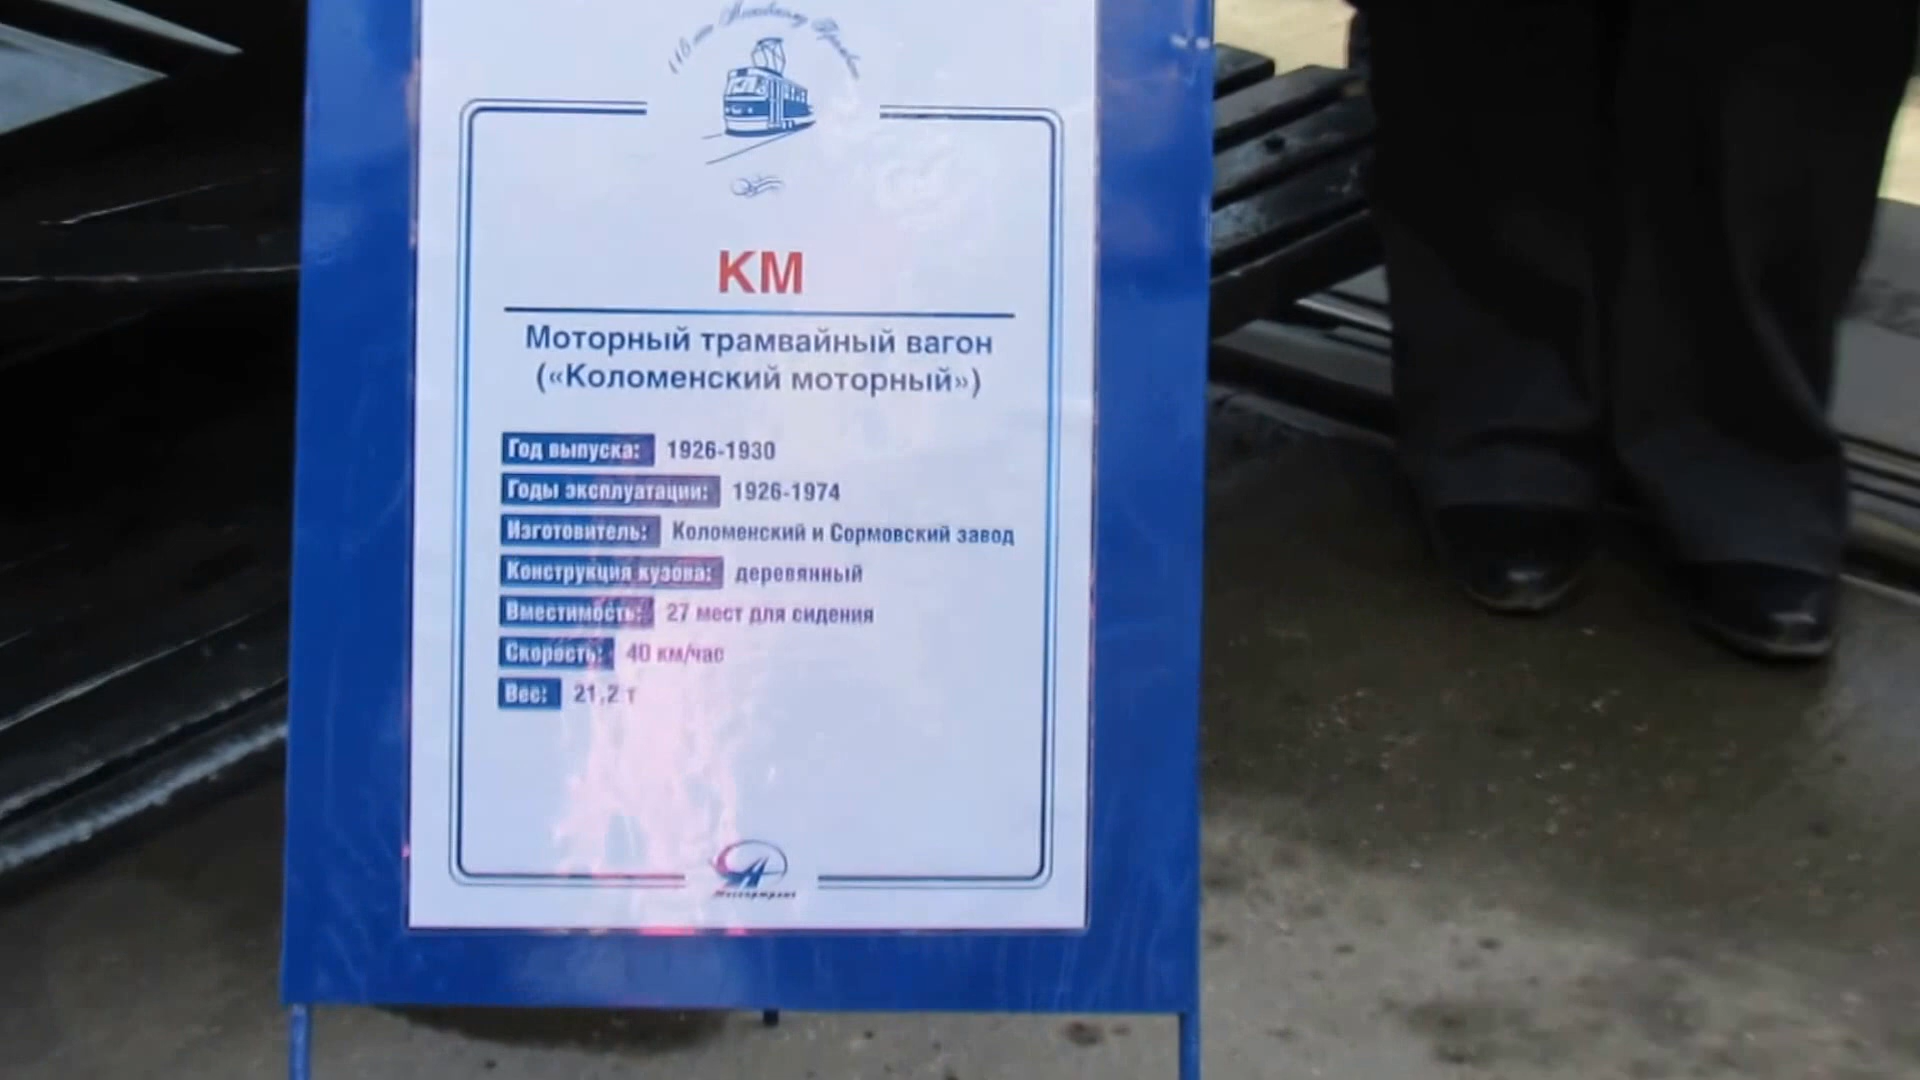 КМ
Моторный трамвайный вагон
(«Коломенский моторный»)
Год выпуска: 1926-1930
Годы эксплуатации: 1926-1974
Изготовитель: Коломенский и Сормовский завод
Конструкция кузова: деревянный
Вместимость: 27 мест для сидения
Скорость: 40 км/час
Вес: 21,2 т
Мосгортранс